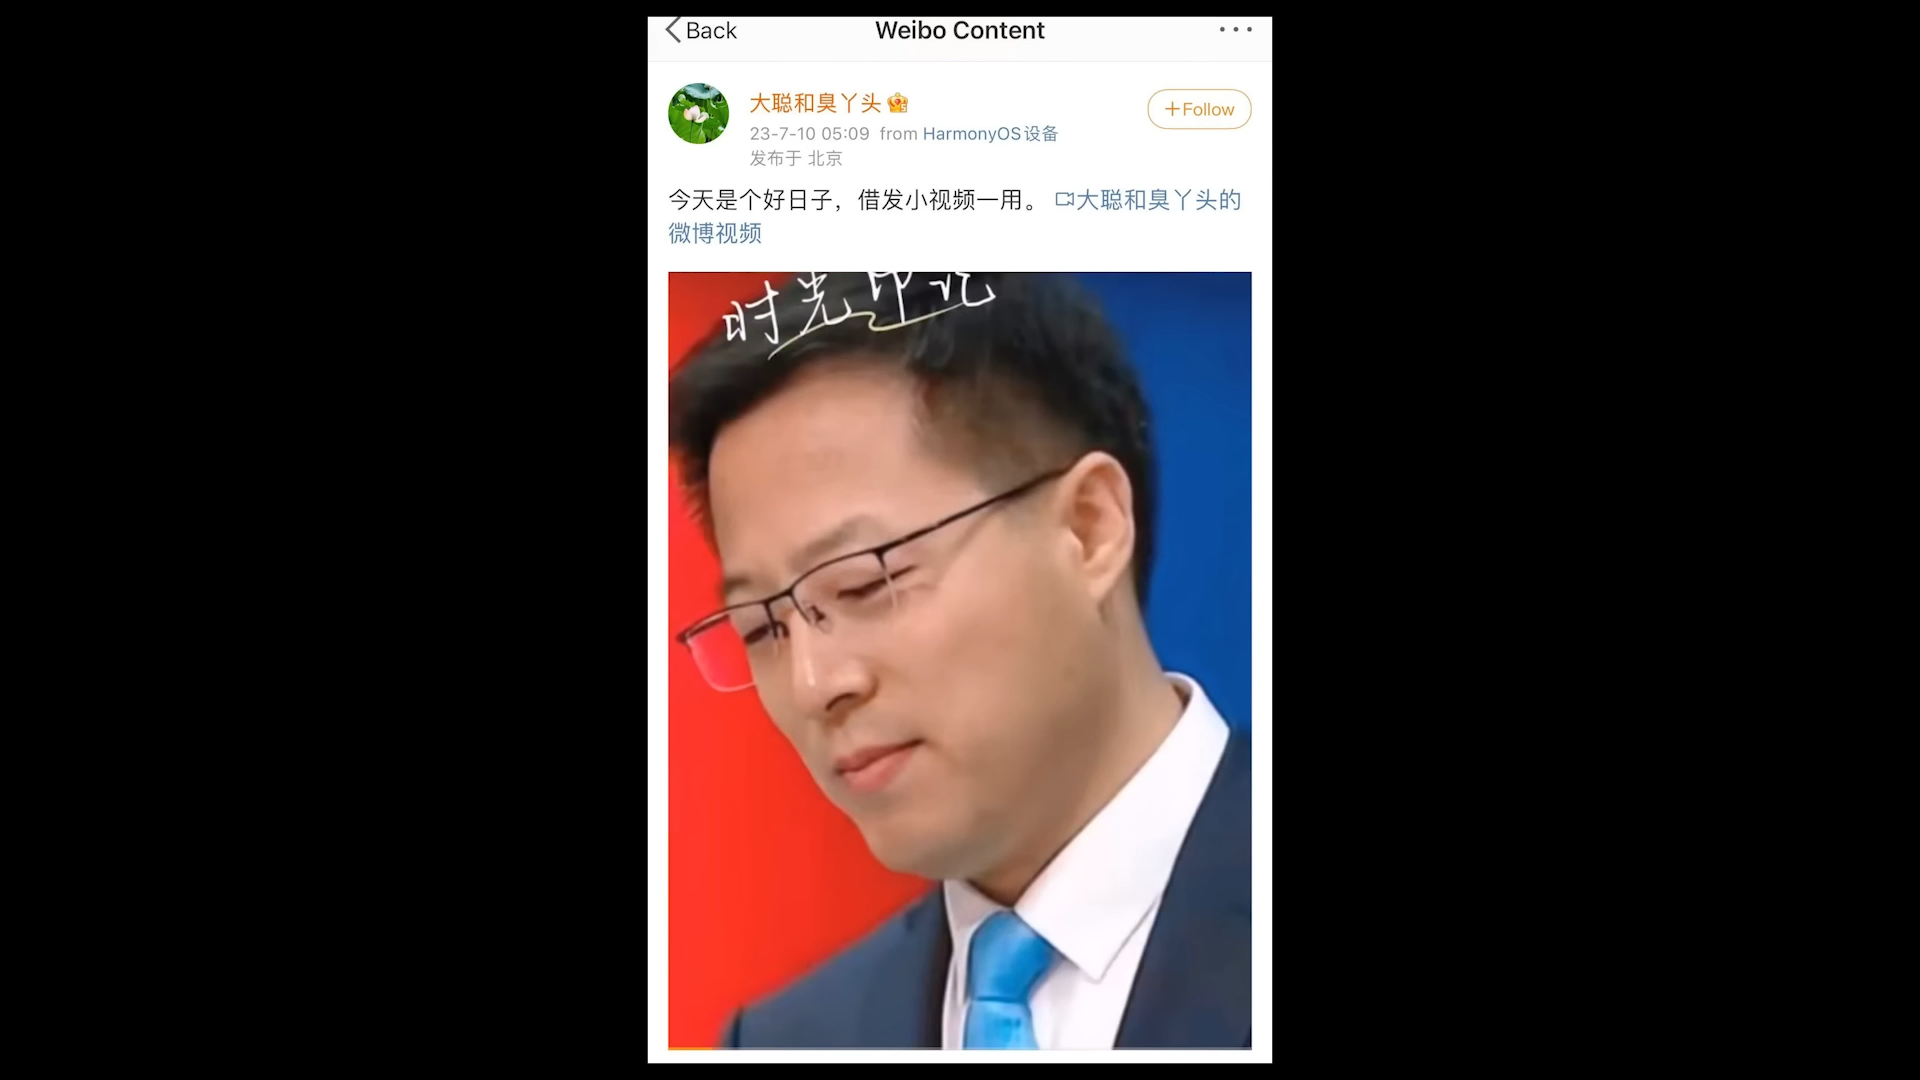 Back
Weibo Content
大聪和臭丫头
+Follow
23-7-10 05:09 from HarmonyOS设备
发布于 北京
今天是个好日子，借发小视频一用。 大聪和臭丫头的
微博视频
时光印记